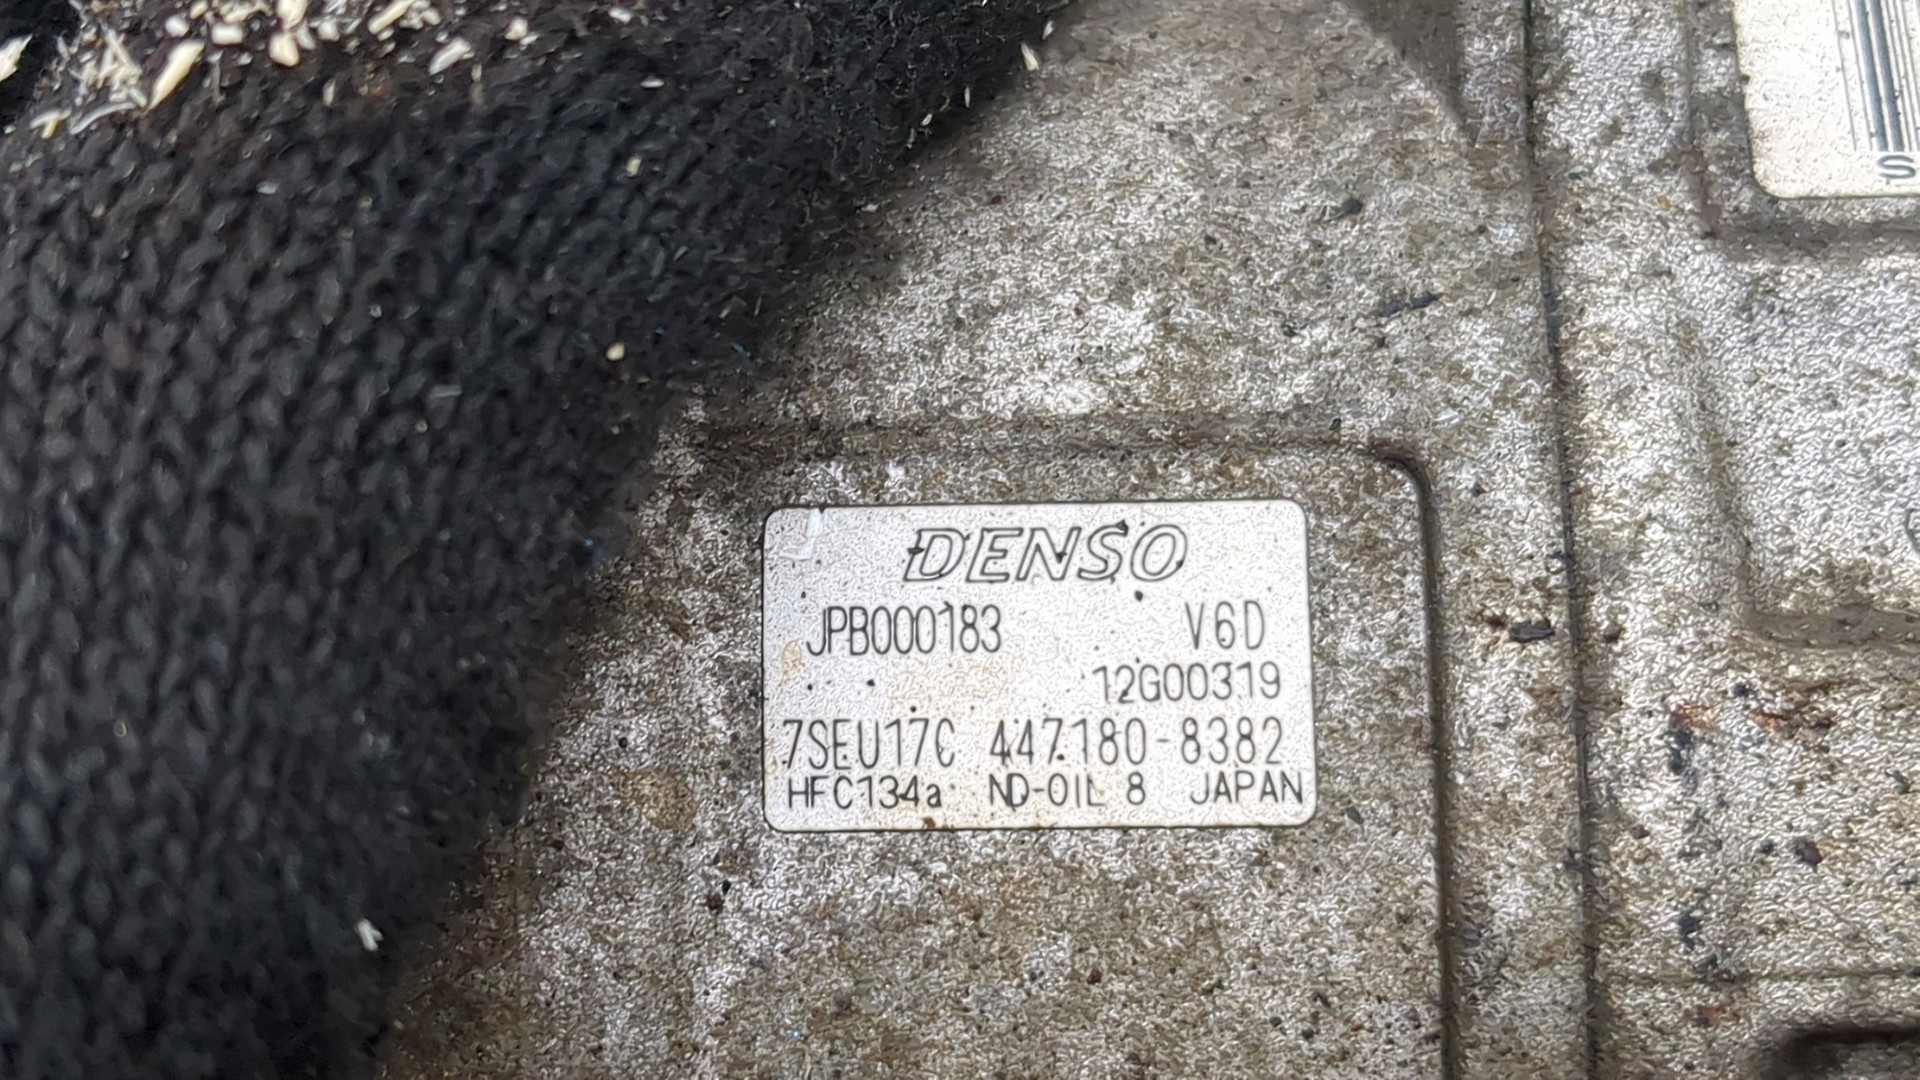 S
DENSO
JPB000183 V6D
12G00319
7SEU17C 447180-8382
HFC134a ND-OIL 8 JAPAN